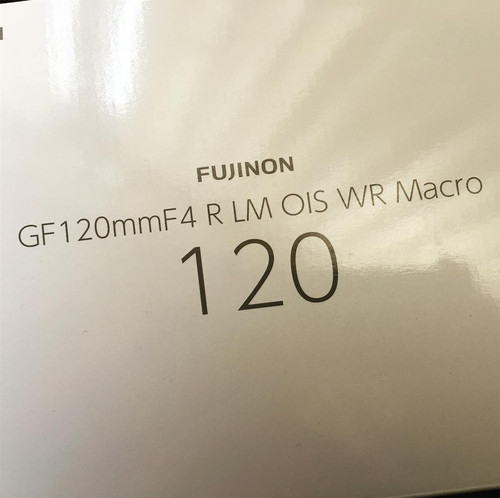 FUJINON
GF120mmF4 R LM OIS WR Macro
120